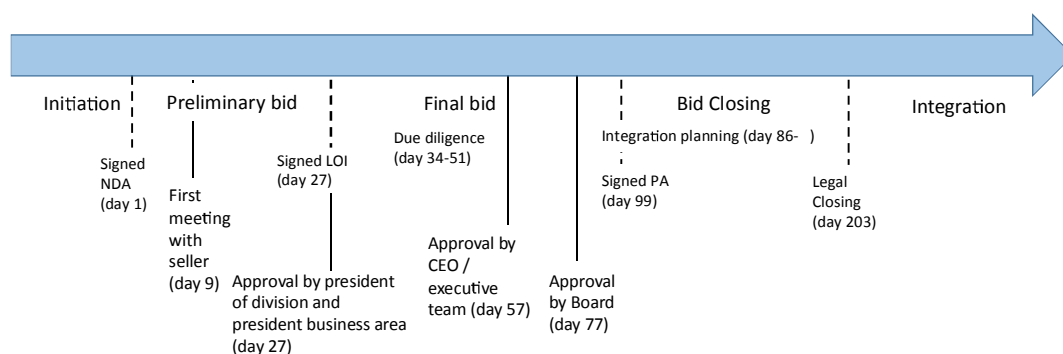 Initiation
Preliminary bid
Final bid
Bid Closing
Integration
Signed
NDA
(day 1)
First
meeting
with
seller
(day 9)
Signed LOI
(day 27)
Approval by president
of division and
president business area
(day 27)
Due diligence
(day 34-51)
Approval by
CEO /
executive
team (day 57)
Approval
by Board
(day 77)
Integration planning (day 86- )
Signed PA
(day 99)
Legal
Closing
(day 203)